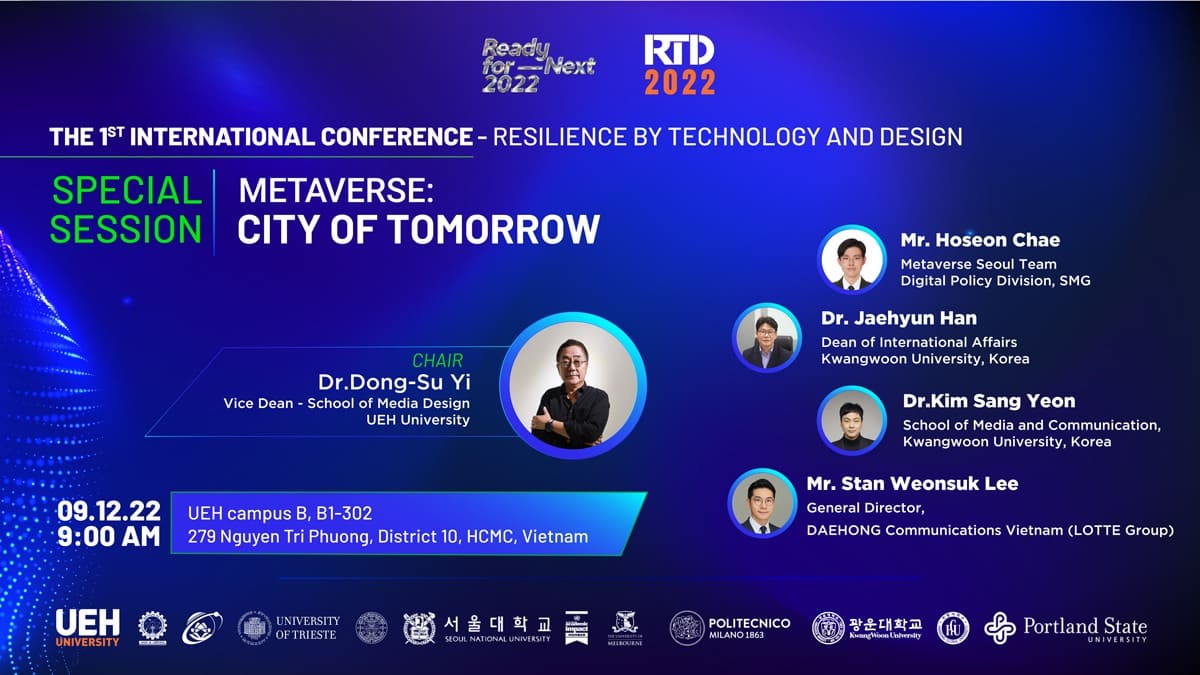 Ready
for — Next
2022
RTD
2022
THE 1ST INTERNATIONAL CONFERENCE - RESILIENCE BY TECHNOLOGY AND DESIGN
SPECIAL
SESSION
METAVERSE:
CITY OF TOMORROW
Mr. Hoseon Chae
Metaverse Seoul Team
Digital Policy Division, SMG
Dr. Jaehyun Han
Dean of International Affairs
Kwangwoon University, Korea
CHAIR
Dr.Dong-Su Yi
Vice Dean - School of Media Design
UEH University
Dr.Kim Sang Yeon
School of Media and Communication,
Kwangwoon University, Korea
Mr. Stan Weonsuk Lee
General Director,
DAEHONG Communications Vietnam (LOTTE Group)
09.12.22
9:00 AM
UEH campus B, B1-302
279 Nguyen Tri Phuong, District 10, HCMC, Vietnam
UEH
UNIVERSITY
UNIVERSITY
OF TRIESTE
서울대학교
SEOUL NATIONAL UNIVERSITY
THE UNIVERSITY OF
MELBOURNE
POLITECNICO
MILANO 1863
광운대학교
KwangWoon University
Portland State
UNIVERSITY